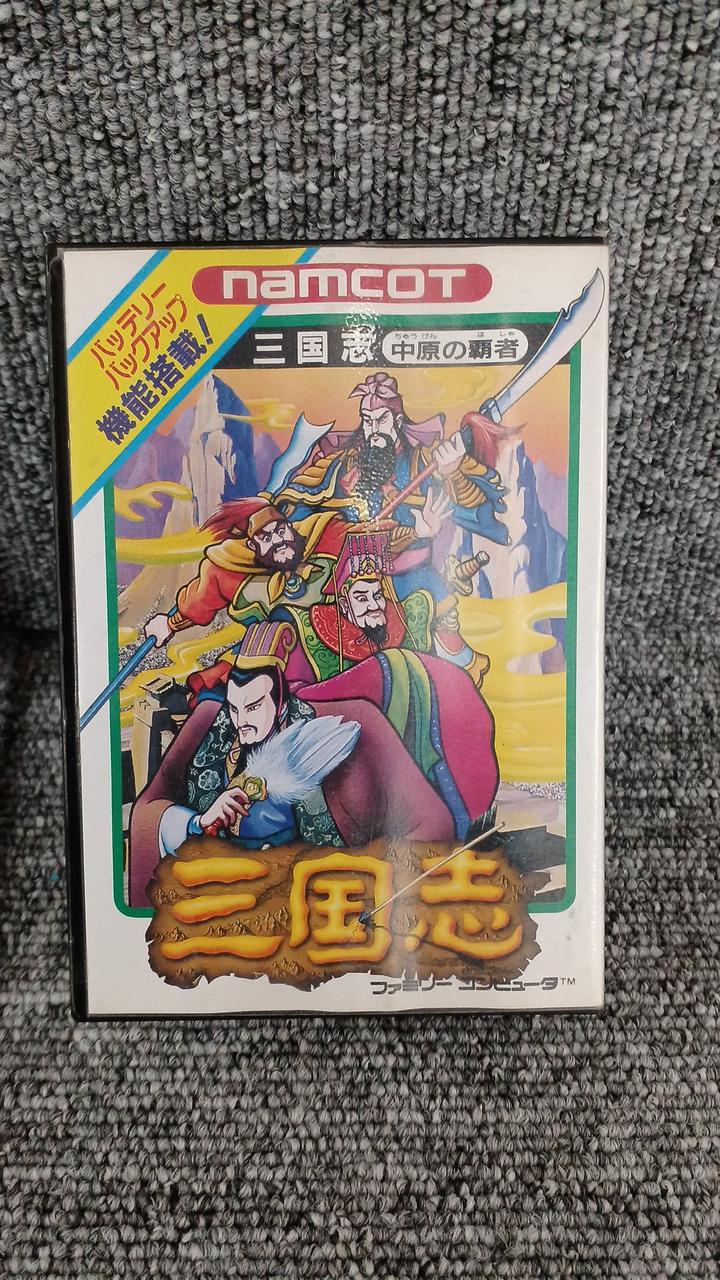 namcot
バッテリー
バックアップ
機能搭載!
三国志 中原の覇者
ちゅうげん はしゃ
三国志
ファミリーコンピュータ™